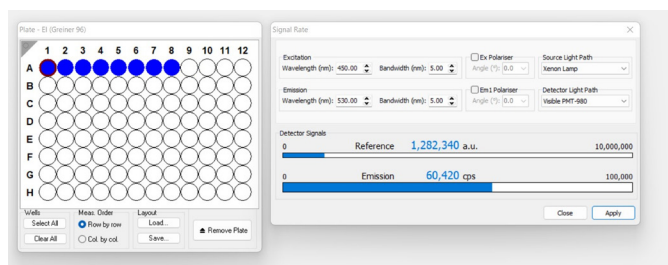 Plate - El (Greiner 96)
1 2 3 4 5 6 7 8 9 10 11 12
A
B
C
D
E
F
G
H
Wells
Select All
Clear All
Meas. Order
Row by row
Col. by col.
Layout
Load...
Save...
Remove Plate
Signal Rate
Excitation
Wavelength (nm): 450.00 Bandwidth (nm): 5.00
Ex Polariser
Angle (°): 0.0
Source Light Path
Xenon Lamp
Emission
Wavelength (nm): 530.00 Bandwidth (nm): 5.00
Em1 Polariser
Angle (°): 0.0
Detector Light Path
Visible PMT-980
Detector Signals
0 Reference 1,282,340 a.u. 10,000,000
0 Emission 60,420 cps 100,000
Close Apply